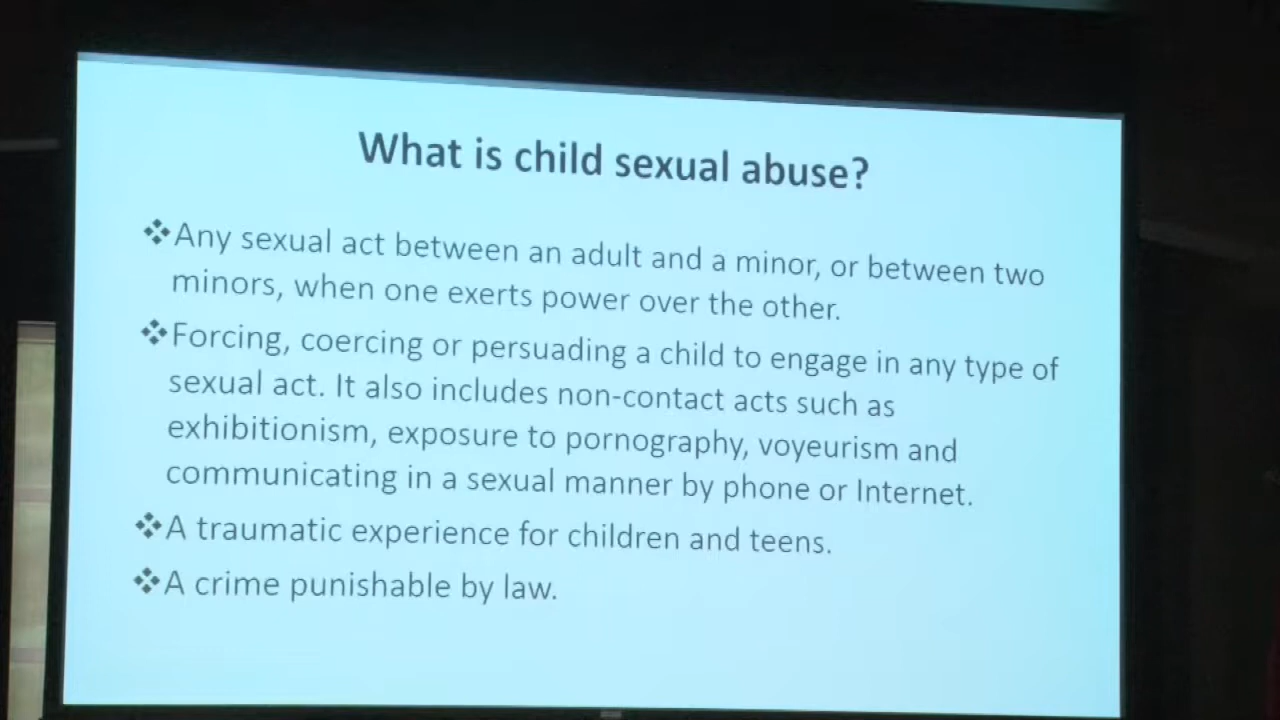 What is child sexual abuse?
❖Any sexual act between an adult and a minor, or between two
minors, when one exerts power over the other.
❖Forcing, coercing or persuading a child to engage in any type of
sexual act. It also includes non-contact acts such as
exhibitionism, exposure to pornography, voyeurism and
communicating in a sexual manner by phone or Internet.
❖A traumatic experience for children and teens.
❖A crime punishable by law.